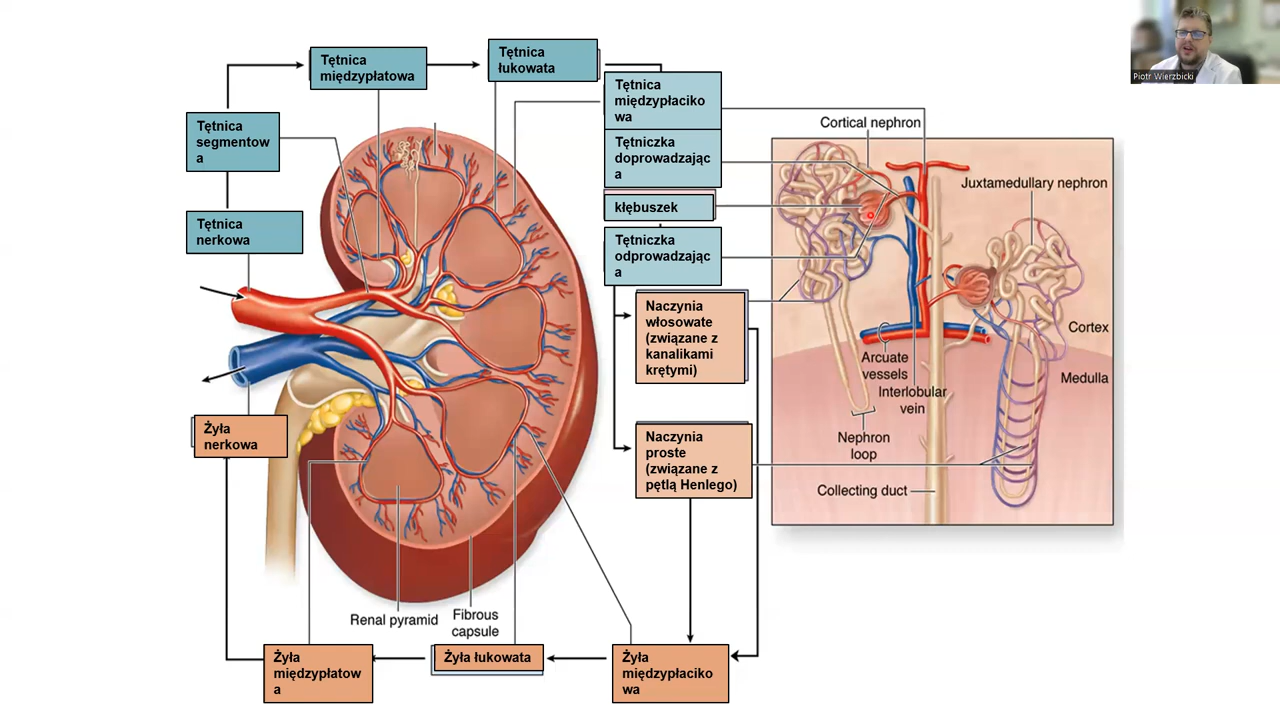 Piotr Wierzbicki
Tętnica
nerkowa
Tętnica
segmentow
a
Tętnica
międzypłatowa
Tętnica
łukowata
Tętnica
międzypłaciko
wa
Tętniczka
doprowadzając
a
kłębuszek
Tętniczka
odprowadzając
a
Naczynia
włosowate
(związane z
kanalikami
krętymi)
Naczynia
proste
(związane z
pętlą Henlego)
Żyła
międzypłaciko
wa
Żyła łukowata
Żyła
międzypłatow
a
Żyła
nerkowa
Renal pyramid
Fibrous
capsule
Cortical nephron
Juxtamedullary nephron
Cortex
Medulla
Arcuate
vessels
Interlobular
vein
Nephron
loop
Collecting duct